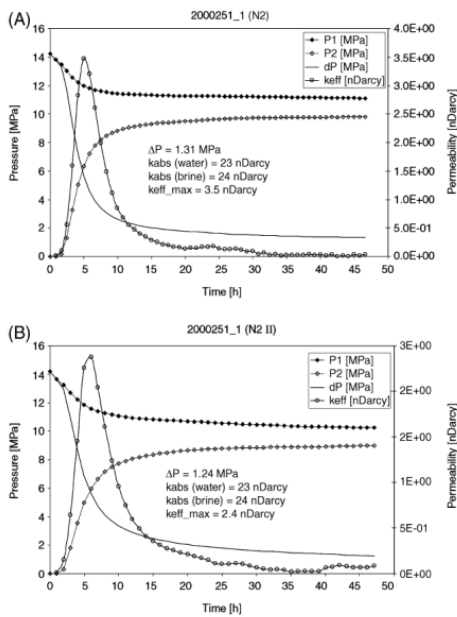 (A)
2000251_1 (N2)
P1 [MPa]
P2 [MPa]
dP [MPa]
keff [nDarcy]
ΔP = 1.31 MPa
kabs (water) = 23 nDarcy
kabs (brine) = 24 nDarcy
keff_max = 3.5 nDarcy
Pressure [MPa]
16
14
12
10
8
6
4
2
0
Permeability [nDarcy]
4.0E+00
3.5E+00
3.0E+00
2.5E+00
2.0E+00
1.5E+00
1.0E+00
5.0E-01
0.0E+00
0 5 10 15 20 25 30 35 40 45 50
Time [h]
(B)
2000251_1 (N2 II)
P1 [MPa]
P2 [MPa]
dP [MPa]
keff [nDarcy]
ΔP = 1.24 MPa
kabs (water) = 23 nDarcy
kabs (brine) = 24 nDarcy
keff_max = 2.4 nDarcy
Pressure [MPa]
16
14
12
10
8
6
4
2
0
Permeability [nDarcy]
3E+00
2E+00
2E+00
1E+00
5E-01
0E+00
0 5 10 15 20 25 30 35 40 45 50
Time [h]